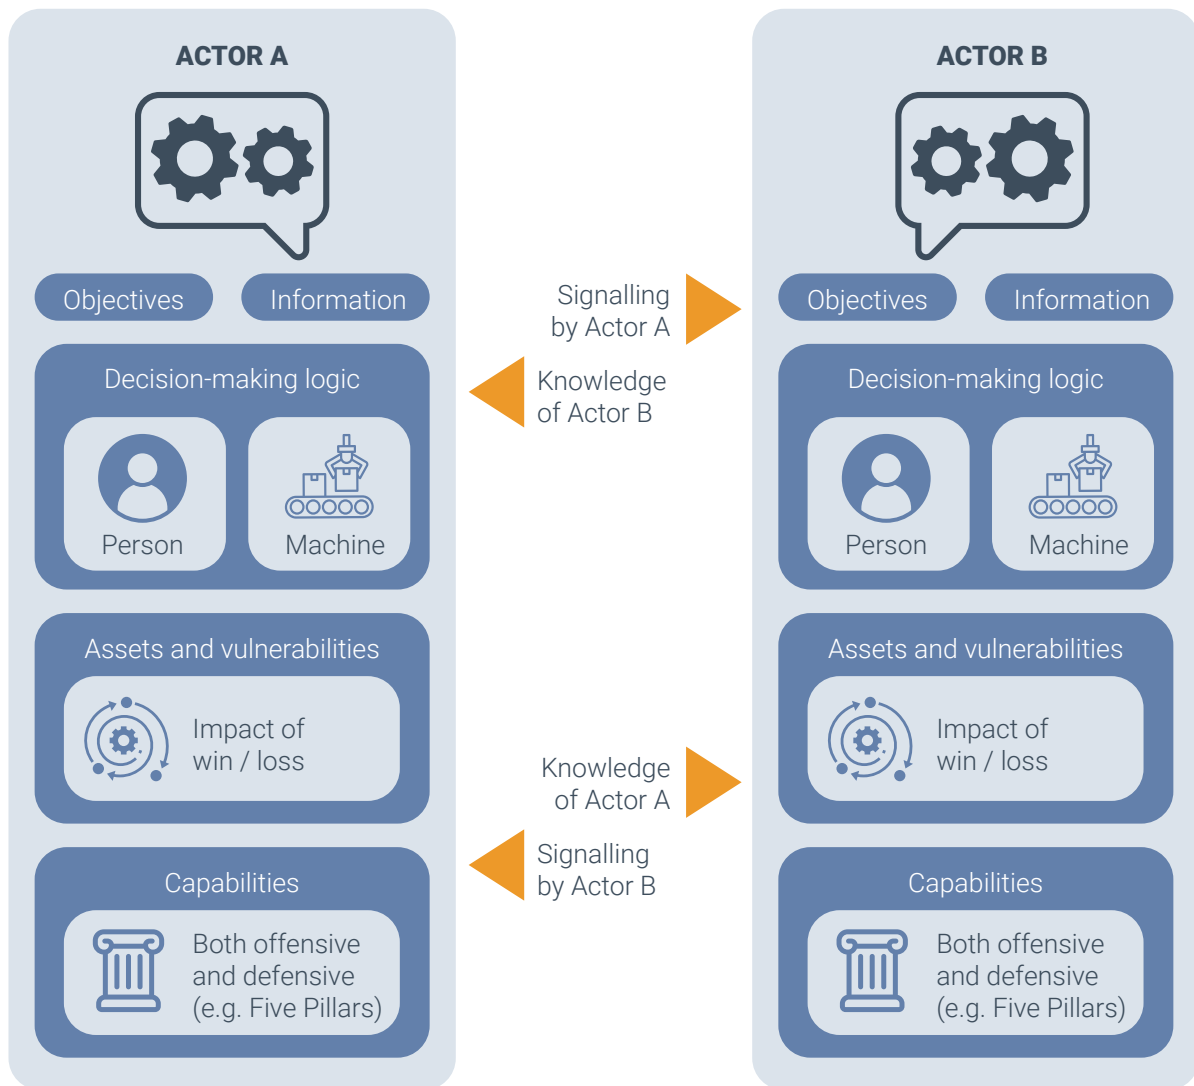 ACTOR A
Objectives
Information
Decision-making logic
Person
Machine
Assets and vulnerabilities
Impact of
win / loss
Capabilities
Both offensive
and defensive
(e.g. Five Pillars)
Signalling
by Actor A
Knowledge
of Actor B
Knowledge
of Actor A
Signalling
by Actor B
ACTOR B
Objectives
Information
Decision-making logic
Person
Machine
Assets and vulnerabilities
Impact of
win / loss
Capabilities
Both offensive
and defensive
(e.g. Five Pillars)